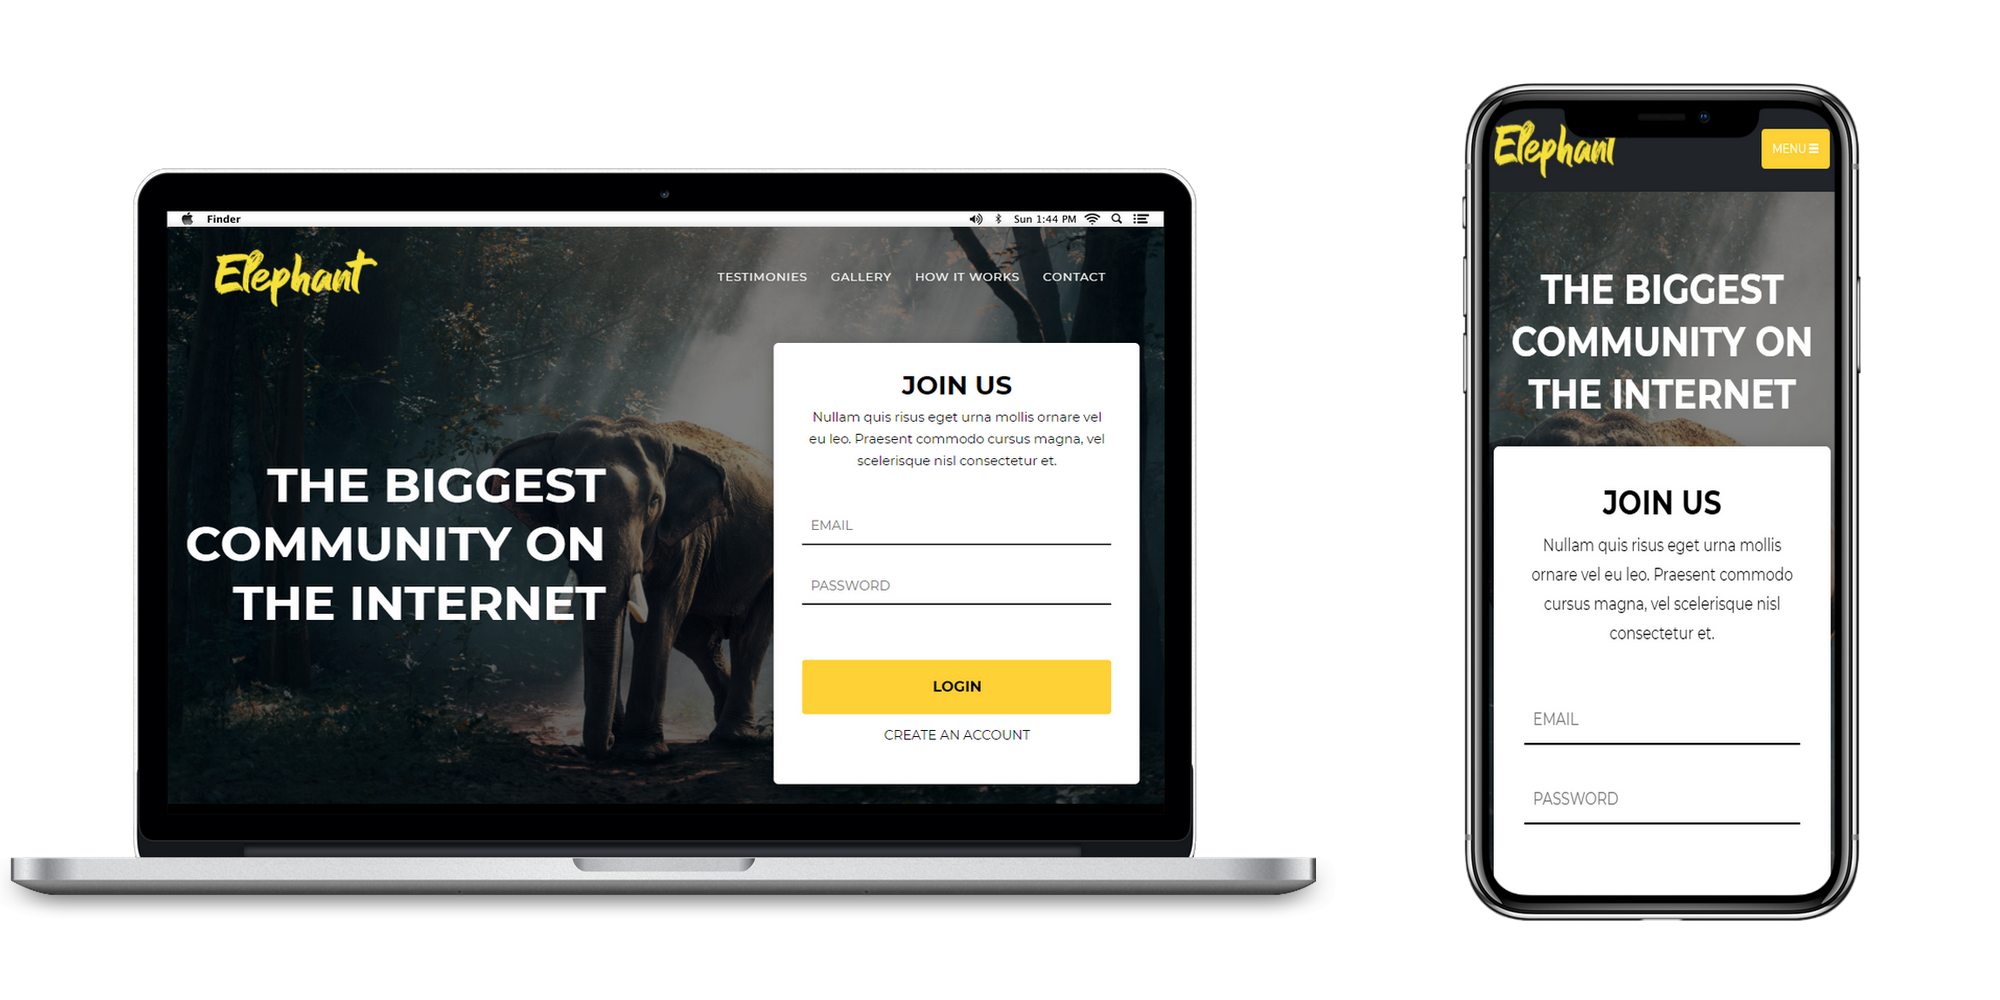 Finder
Sun 1:44 PM
Elephant
TESTIMONIES GALLERY HOW IT WORKS CONTACT
THE BIGGEST
COMMUNITY ON
THE INTERNET
JOIN US
Nullam quis risus eget urna mollis ornare vel
eu leo. Praesent commodo cursus magna, vel
scelerisque nisl consectetur et.
EMAIL
PASSWORD
LOGIN
CREATE AN ACCOUNT
Elephant
MENU
THE BIGGEST
COMMUNITY ON
THE INTERNET
JOIN US
Nullam quis risus eget urna mollis
ornare vel eu leo. Praesent commodo
cursus magna, vel scelerisque nisl
consectetur et.
EMAIL
PASSWORD